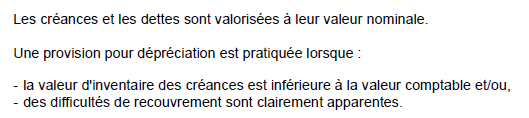 Les créances et les dettes sont valorisées à leur valeur nominale.
Une provision pour dépréciation est pratiquée lorsque :
- la valeur d'inventaire des créances est inférieure à la valeur comptable et/ou,
- des difficultés de recouvrement sont clairement apparentes.